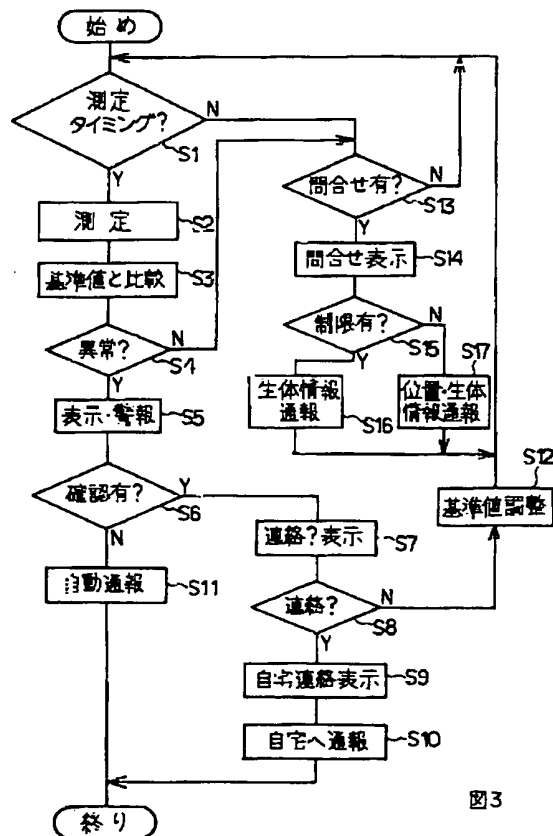 始め
測定
タイミング?
N
S1
Y
問合せ有?
N
S13
Y
測定
S2
問合せ表示
S14
基準値と比較
S3
制限有?
N
S15
Y
S17
異常?
N
S4
Y
生体情報
通報
S16
位置・生体
情報通報
表示・警報
S5
S12
基準値調整
確認有?
Y
S6
N
連絡?表示
S7
自動通報
S11
連絡?
N
S8
Y
自宅連絡表示
S9
自宅へ通報
S10
終り
図3